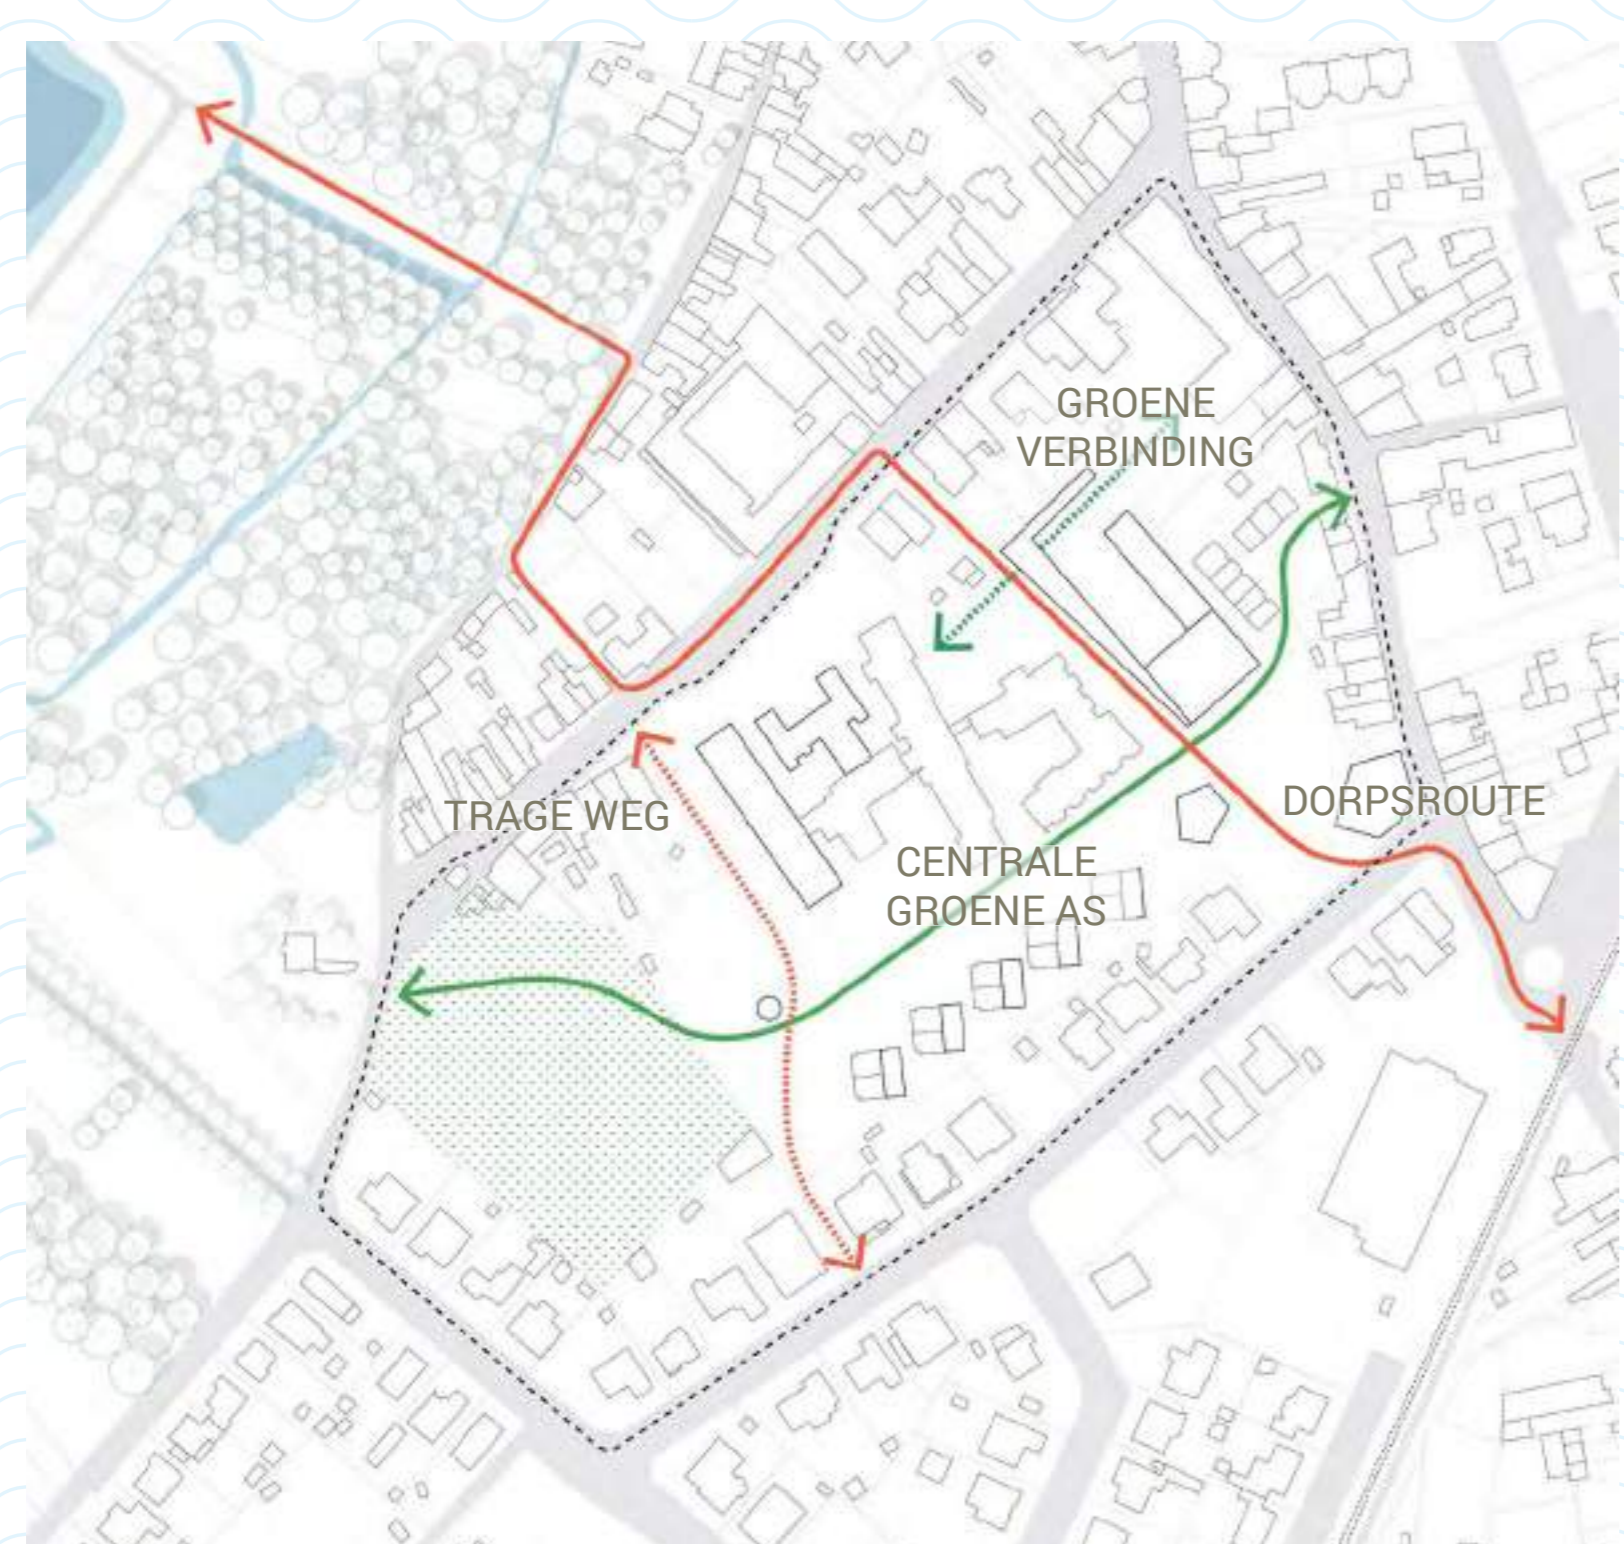 GROENE
VERBINDING
TRAGE WEG
DORPSROUTE
CENTRALE
GROENE AS